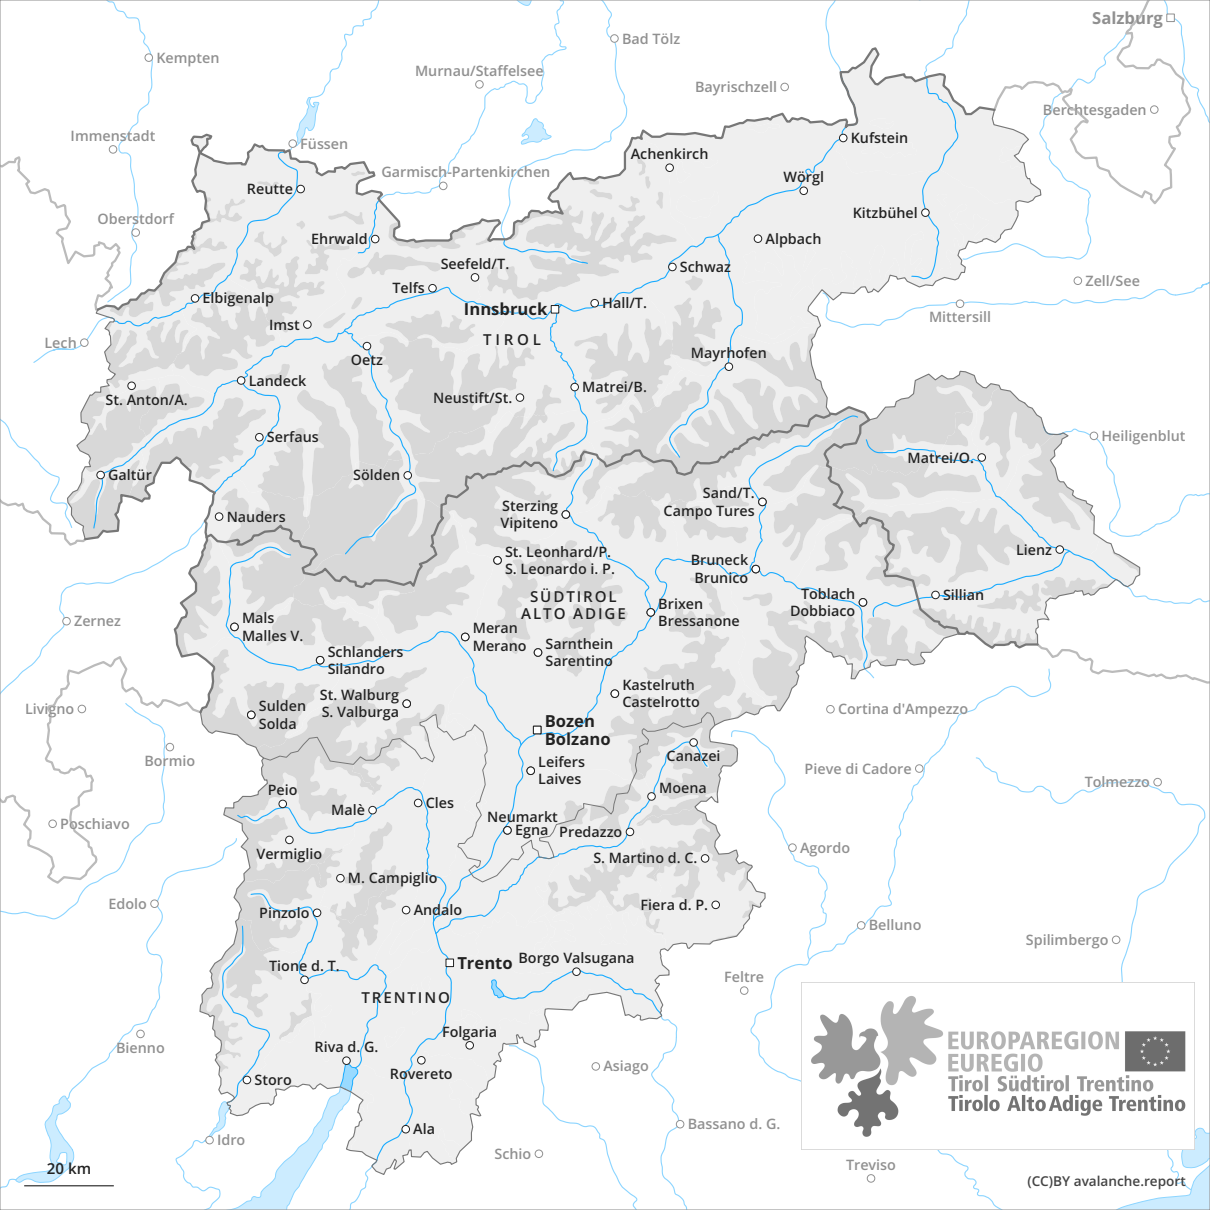 Salzburg
Bad Tölz
Kempten
Murnau/Staffelsee
Bayrischzell
Berchtesgaden
Immenstadt
Füssen
Kufstein
Achenkirch
Garmisch-Partenkirchen
Wörgl
Reutte
Oberstdorf
Kitzbühel
Ehrwald
Alpbach
Seefeld/T.
Schwaz
Zell/See
Telfs
Elbigenalp
Hall/T.
Innsbruck
Mittersill
Imst
TIROL
Lech
Oetz
Mayrhofen
Landeck
Matrei/B.
St. Anton/A.
Neustift/St.
Serfaus
Heiligenblut
Matrei/O.
Galtür
Sölden
Sand/T.
Campo Tures
Sterzing
Vipiteno
Nauders
St. Leonhard/P.
S. Leonardo i. P.
Lienz
Bruneck
Brunico
SÜDTIROL
ALTO ADIGE
Toblach
Dobbiaco
Sillian
Brixen
Bressanone
Zernez
Mals
Malles V.
Meran
Merano
Sarnthein
Sarentino
Schlanders
Silandro
Kastelruth
Castelrotto
St. Walburg
S. Valburga
Sulden
Solda
Livigno
Cortina d'Ampezzo
Bozen
Bolzano
Bormio
Canazei
Leifers
Laives
Pieve di Cadore
Tolmezzo
Peio
Moena
Malè
Cles
Neumarkt
Egna
Predazzo
Poschiavo
Vermiglio
S. Martino d. C.
Agordo
M. Campiglio
Edolo
Pinzolo
Andalo
Fiera d. P.
Belluno
Spilimbergo
Borgo Valsugana
Trento
Tione d. T.
Feltre
TRENTINO
Folgaria
Bienno
Riva d. G.
Rovereto
Asiago
Storo
Ala
Bassano d. G.
Idro
Schio
Treviso
EUROPAREGION
EUREGIO
Tirol Südtirol Trentino
Tirolo Alto Adige Trentino
20 km
(CC)BY avalanche.report